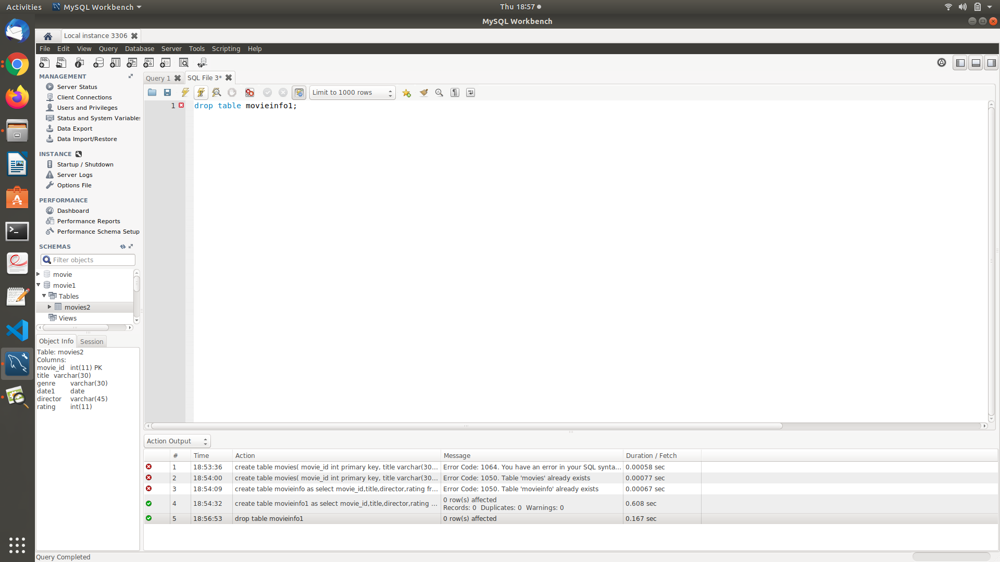 Activities
MySQL Workbench
Thu 18:57
MySQL Workbench
Local instance 3306
File Edit View Query Database Server Tools Scripting Help
MANAGEMENT
Server Status
Client Connections
Users and Privileges
Status and System Variables
Data Export
Data Import/Restore
INSTANCE
Startup / Shutdown
Server Logs
Options File
PERFORMANCE
Dashboard
Performance Reports
Performance Schema Setup
SCHEMAS
Filter objects
movie
movie1
Tables
movies2
Views
Object Info Session
Table: movies2
Columns:
movie_id int(11) PK
title varchar(30)
genre varchar(30)
date1 date
director varchar(45)
rating int(11)
Query 1 SQL File 3*
Limit to 1000 rows
1 drop table movieinfo1;
Action Output
# Time Action Message Duration / Fetch
1 18:53:36 create table movies( movie_id int primary key, title varchar(30... Error Code: 1064. You have an error in your SQL synta... 0.00058 sec
2 18:54:00 create table movies( movie_id int primary key, title varchar(30... Error Code: 1050. Table 'movies' already exists 0.00077 sec
3 18:54:09 create table movieinfo as select movie_id,title,director,rating fr... Error Code: 1050. Table 'movieinfo' already exists 0.00067 sec
4 18:54:32 create table movieinfo1 as select movie_id,title,director,rating ... 0 row(s) affected
Records: 0 Duplicates: 0 Warnings: 0 0.608 sec
5 18:56:53 drop table movieinfo1 0 row(s) affected 0.167 sec
Query Completed